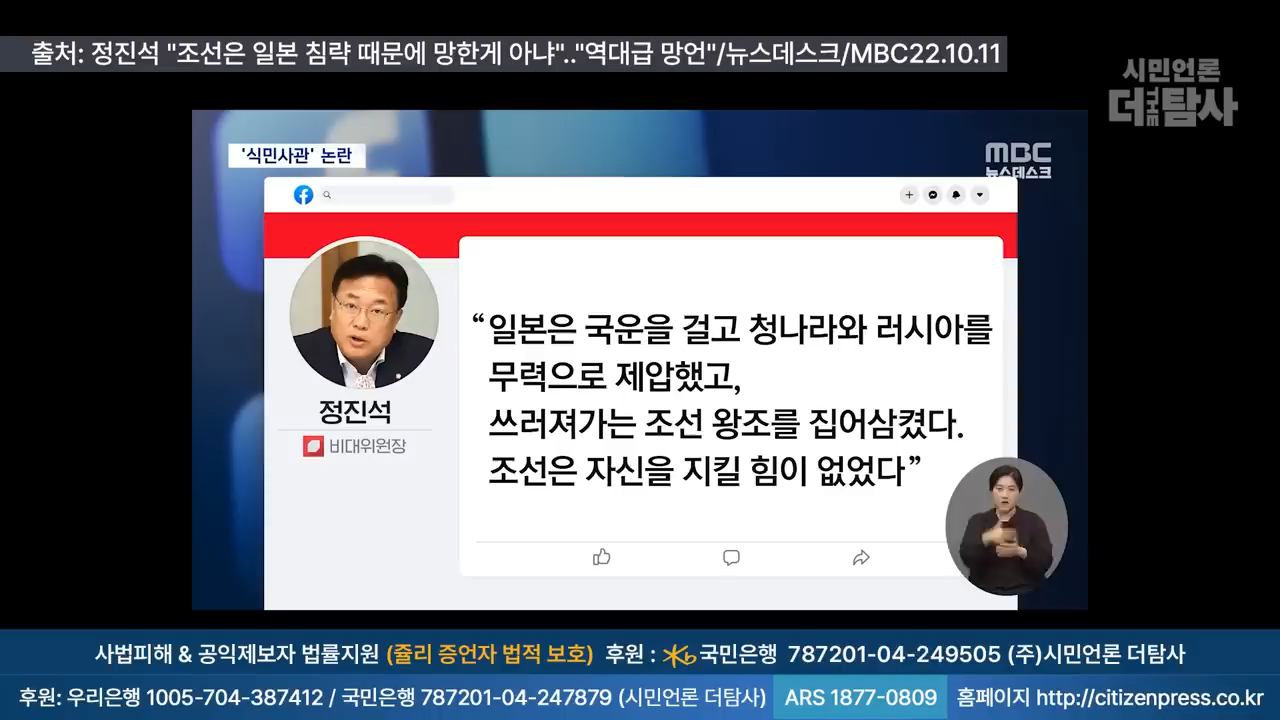 출처: 정진석 "조선은 일본 침략 때문에 망한게 아냐".."역대급 망언"/뉴스데스크/MBC22.10.11
시민언론
더탐사
'식민사관' 논란
MBC
뉴스데스크
“일본은 국운을 걸고 청나라와 러시아를
무력으로 제압했고,
쓰러져가는 조선 왕조를 집어삼켰다.
조선은 자신을 지킬 힘이 없었다”
정진석
비대위원장
사법피해 & 공익제보자 법률지원 (쥴리 증언자 법적 보호) 후원 : 국민은행 787201-04-249505 (주)시민언론 더탐사
후원: 우리은행 1005-704-387412 / 국민은행 787201-04-247879 (시민언론 더탐사) ARS 1877-0809 홈페이지 http://citizenpress.co.kr